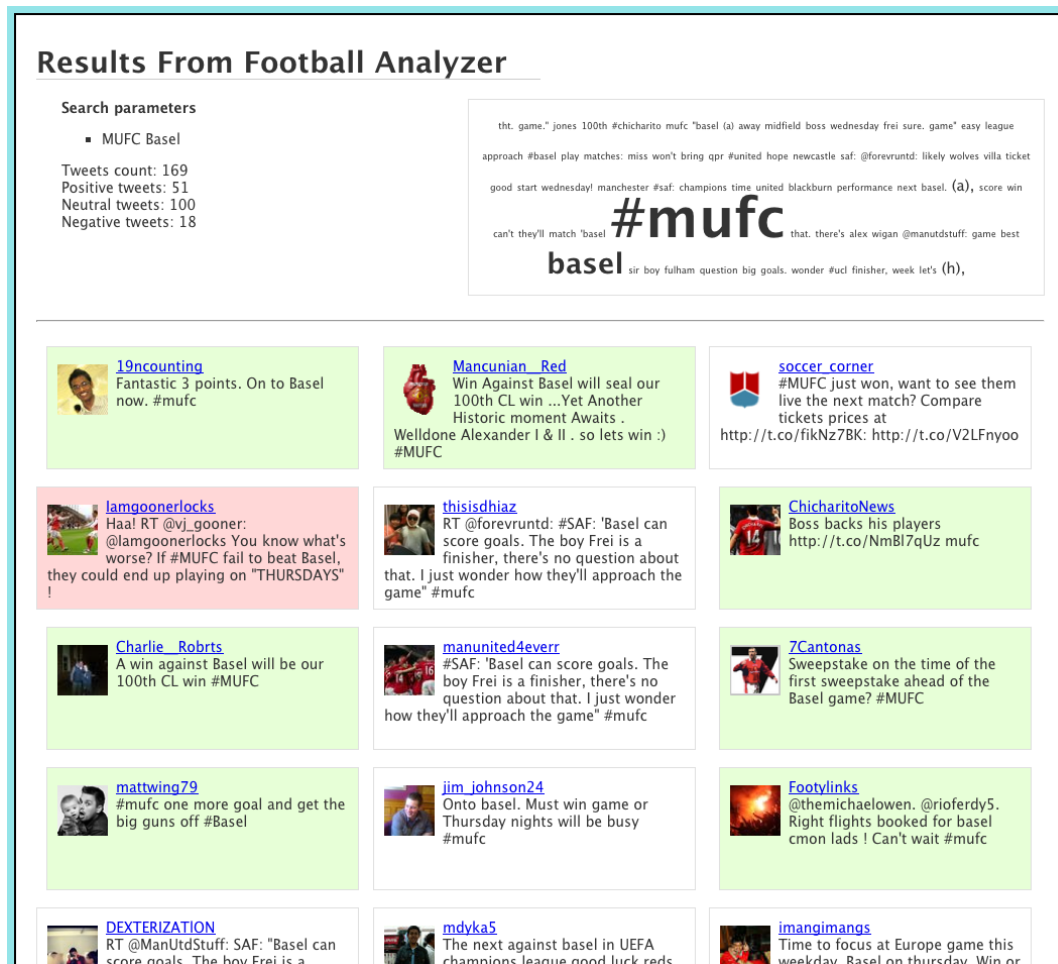 Results From Football Analyzer
Search parameters
▪ MUFC Basel
Tweets count: 169
Positive tweets: 51
Neutral tweets: 100
Negative tweets: 18
tht. game." jones 100th #chicharito mufc "basel (a) away midfield boss wednesday frei sure. game" easy league
approach #basel play matches: miss won't bring qpr #united hope newcastle saf: @forevruntd: likely wolves villa ticket
good start wednesday! manchester #saf: champions time united blackburn performance next basel. (a), score win
can't they'll match 'basel #mufc that. there's alex wigan @manutdstuff: game best
basel sir boy fulham question big goals. wonder #ucl finisher, week let's (h),
19ncounting
Fantastic 3 points. On to Basel
now. #mufc
Mancunian__Red
Win Against Basel will seal our
100th CL win ...Yet Another
Historic moment Awaits .
Welldone Alexander I & II . so lets win :)
#MUFC
soccer_corner
#MUFC just won, want to see them
live the next match? Compare
tickets prices at
http://t.co/fikNz7BK: http://t.co/V2LFnyoo
Iamgoonerlocks
Haa! RT @vj_gooner:
@Iamgoonerlocks You know what's
worse? If #MUFC fail to beat Basel,
they could end up playing on "THURSDAYS"
!
thisisdhiaz
RT @forevruntd: #SAF: 'Basel can
score goals. The boy Frei is a
finisher, there's no question about
that. I just wonder how they'll approach the
game" #mufc
ChicharitoNews
Boss backs his players
http://t.co/NmBl7qUz mufc
Charlie__Robrts
A win against Basel will be our
100th CL win #MUFC
manunited4everr
#SAF: 'Basel can score goals. The
boy Frei is a finisher, there's no
question about that. I just wonder
how they'll approach the game" #mufc
7Cantonas
Sweepstake on the time of the
first sweepstake ahead of the
Basel game? #MUFC
mattwing79
#mufc one more goal and get the
big guns off #Basel
jim_johnson24
Onto basel. Must win game or
Thursday nights will be busy
#mufc
Footylinks
@themichaelowen. @rioferdy5.
Right flights booked for basel
cmon lads ! Can't wait #mufc
DEXTERIZATION
RT @ManUtdStuff: SAF: "Basel can
score goals. The boy Frei is a
mdyka5
The next against basel in UEFA
champions league good luck reds
imangimangs
Time to focus at Europe game this
weekday. Basel on thursday. Win or